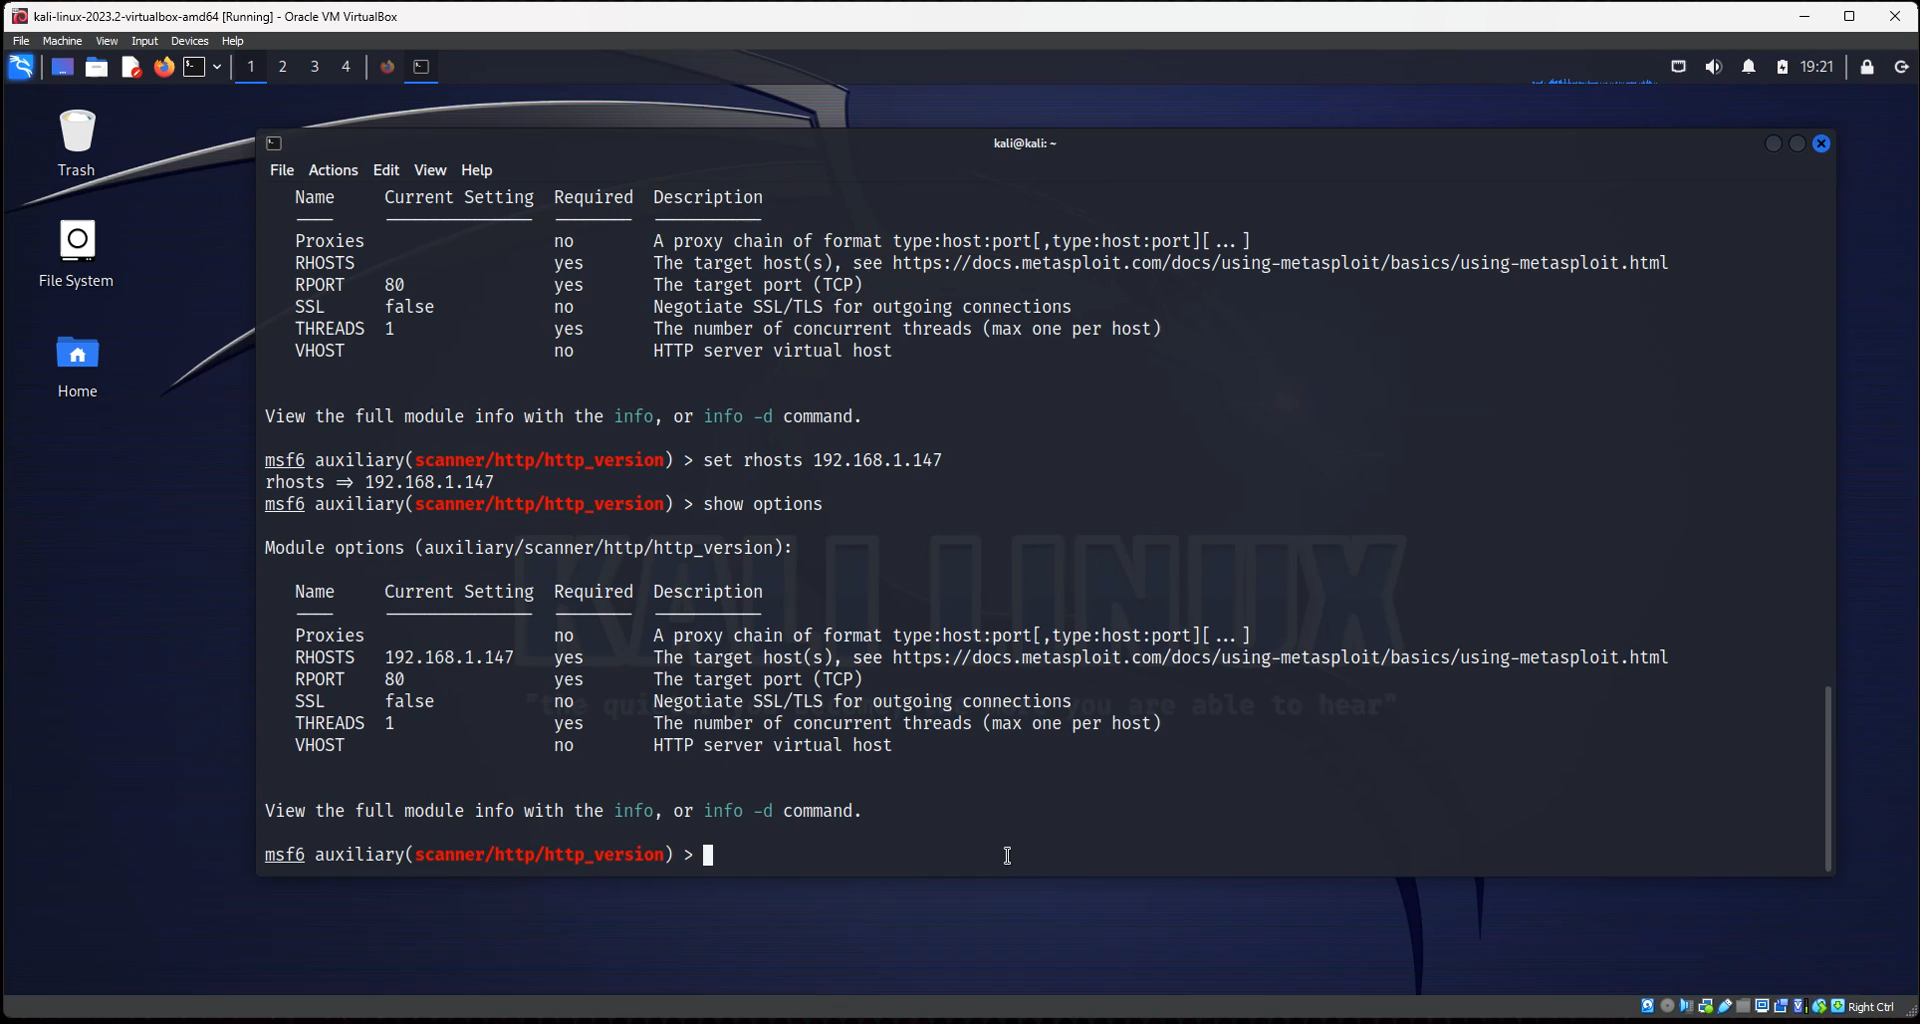 kali-linux-2023.2-virtualbox-amd64 [Running] - Oracle VM VirtualBox
File Machine View Input Devices Help
1 2 3 4 19:21
Trash
File System
Home
kali@kali: ~
File Actions Edit View Help
Name Current Setting Required Description
Proxies no A proxy chain of format type:host:port[,type:host:port][...]
RHOSTS yes The target host(s), see https://docs.metasploit.com/docs/using-metasploit/basics/using-metasploit.html
RPORT 80 yes The target port (TCP)
SSL false no Negotiate SSL/TLS for outgoing connections
THREADS 1 yes The number of concurrent threads (max one per host)
VHOST no HTTP server virtual host
View the full module info with the info, or info -d command.
msf6 auxiliary(scanner/http/http_version) > set rhosts 192.168.1.147
rhosts => 192.168.1.147
msf6 auxiliary(scanner/http/http_version) > show options
Module options (auxiliary/scanner/http/http_version):
KALI LINUX
Name Current Setting Required Description
Proxies no A proxy chain of format type:host:port[,type:host:port][...]
RHOSTS 192.168.1.147 yes The target host(s), see https://docs.metasploit.com/docs/using-metasploit/basics/using-metasploit.html
RPORT 80 yes The target port (TCP)
SSL false no Negotiate SSL/TLS for outgoing connections
you are able to hear"
THREADS 1 yes The number of concurrent threads (max one per host)
VHOST no HTTP server virtual host
View the full module info with the info, or info -d command.
msf6 auxiliary(scanner/http/http_version) >
Right Ctrl